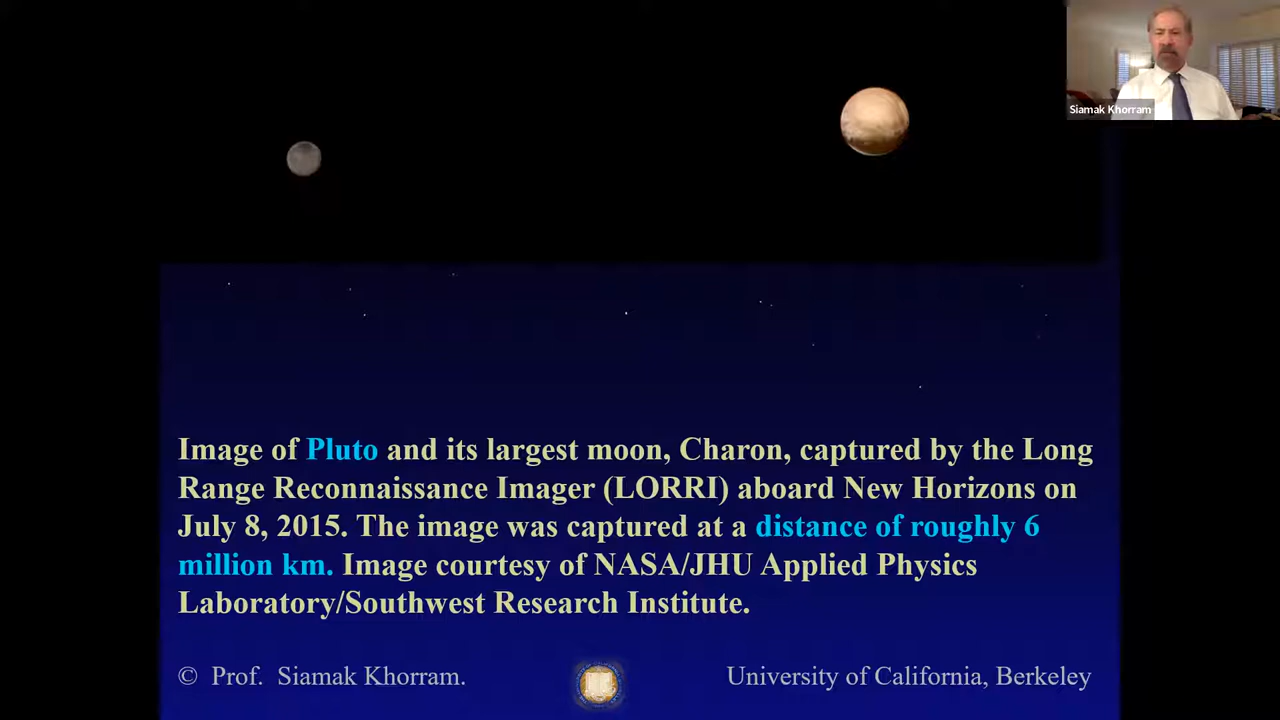 Siamak Khorram
Image of Pluto and its largest moon, Charon, captured by the Long
Range Reconnaissance Imager (LORRI) aboard New Horizons on
July 8, 2015. The image was captured at a distance of roughly 6
million km. Image courtesy of NASA/JHU Applied Physics
Laboratory/Southwest Research Institute.
© Prof. Siamak Khorram.
University of California, Berkeley